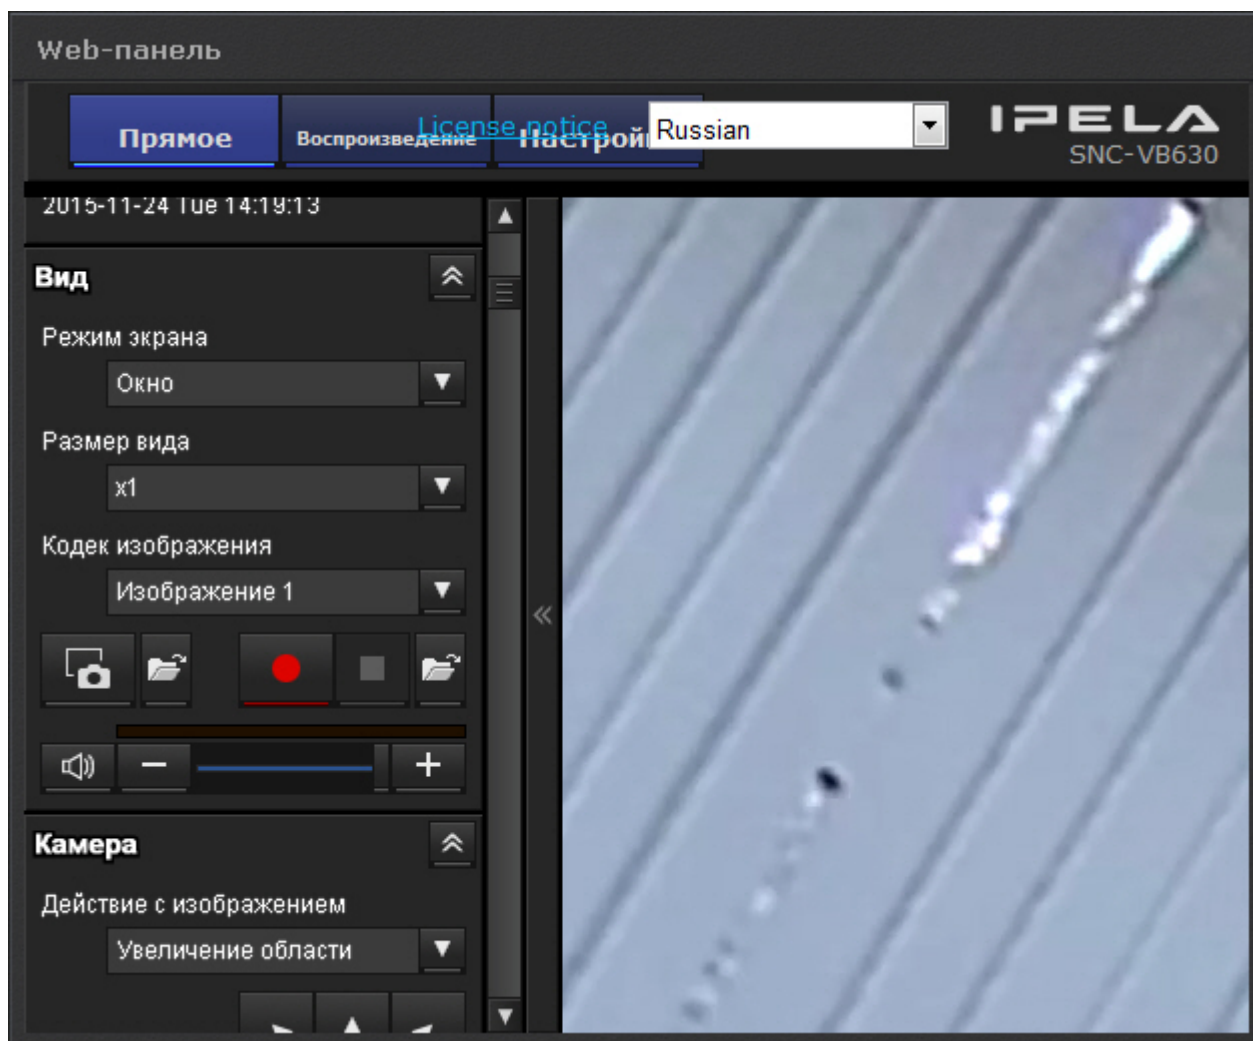 Web-панель
Прямое
Воспроизведение
License notice
Настройки
Russian
IPELA
SNC-VB630
2015-11-24 Tue 14:19:13
Вид
Режим экрана
Окно
Размер вида
x1
Кодек изображения
Изображение 1
Камера
Действие с изображением
Увеличение области